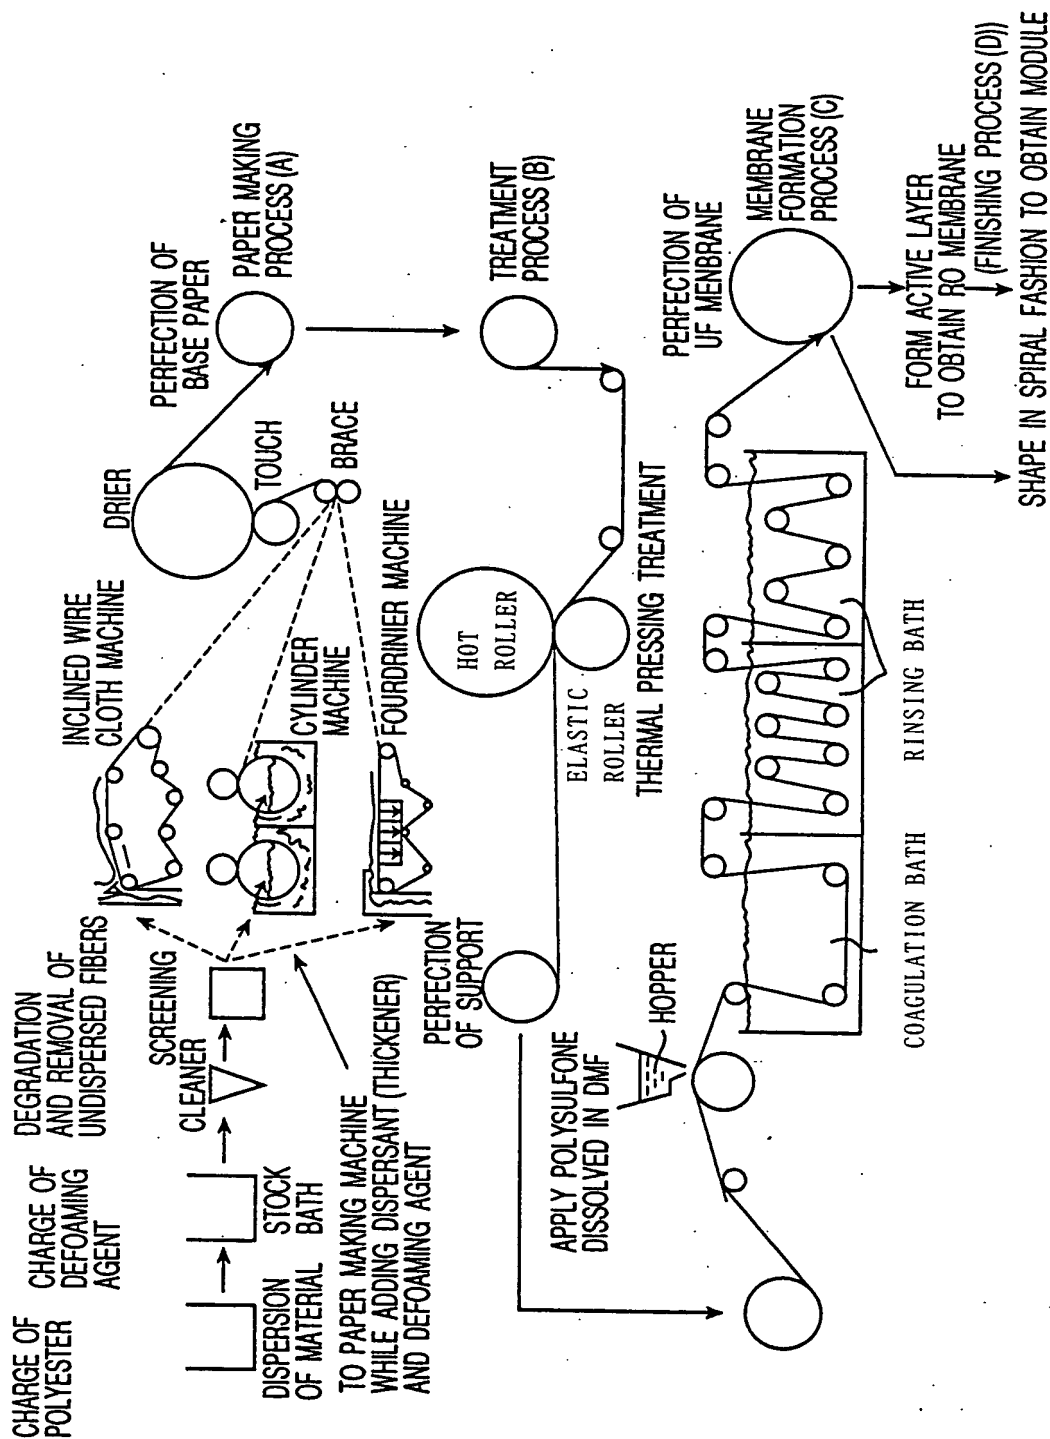 CHARGE OF
POLYESTER
CHARGE OF
DEFOAMING
AGENT
DEGRADATION
AND REMOVAL OF
UNDISPERSED FIBERS
SCREENING
CLEANER
DISPERSION
OF MATERIAL
STOCK
BATH
TO PAPER MAKING MACHINE
WHILE ADDING DISPERSANT (THICKENER)
AND DEFOAMING AGENT
INCLINED WIRE
CLOTH MACHINE
CYLINDER
MACHINE
FOURDRINIER MACHINE
DRIER
TOUCH
BRACE
PERFECTION OF
BASE PAPER
PAPER MAKING
PROCESS (A)
PERFECTION
OF SUPPORT
HOT
ROLLER
ELASTIC
ROLLER
THERMAL PRESSING TREATMENT
TREATMENT
PROCESS (B)
APPLY POLYSULFONE
DISSOLVED IN DMF
HOPPER
COAGULATION BATH
RINSING BATH
PERFECTION OF
UF MENBRANE
MEMBRANE
FORMATION
PROCESS (C)
FORM ACTIVE LAYER
TO OBTAIN RO MEMBRANE
(FINISHING PROCESS (D))
SHAPE IN SPIRAL FASHION TO OBTAIN MODULE